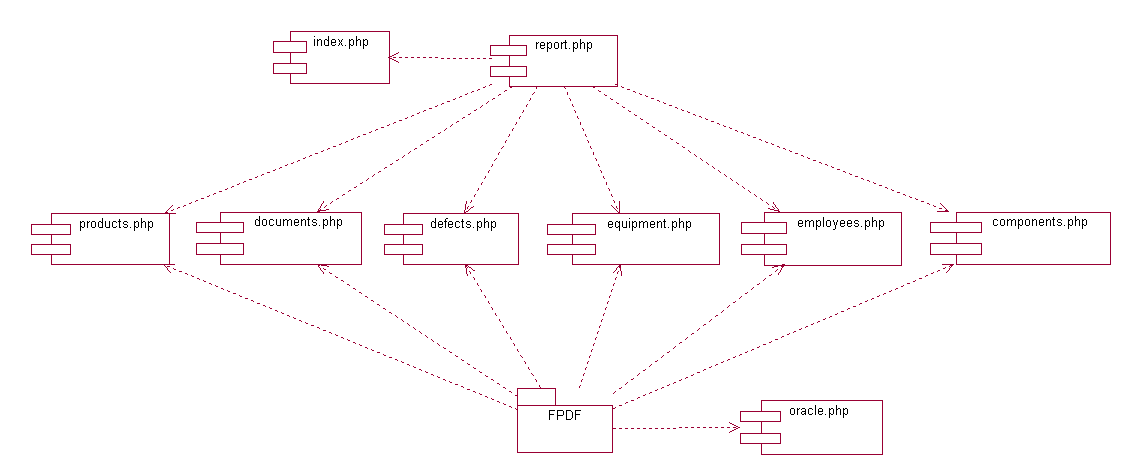 index.php
report.php
products.php
documents.php
defects.php
equipment.php
employees.php
components.php
FPDF
oracle.php